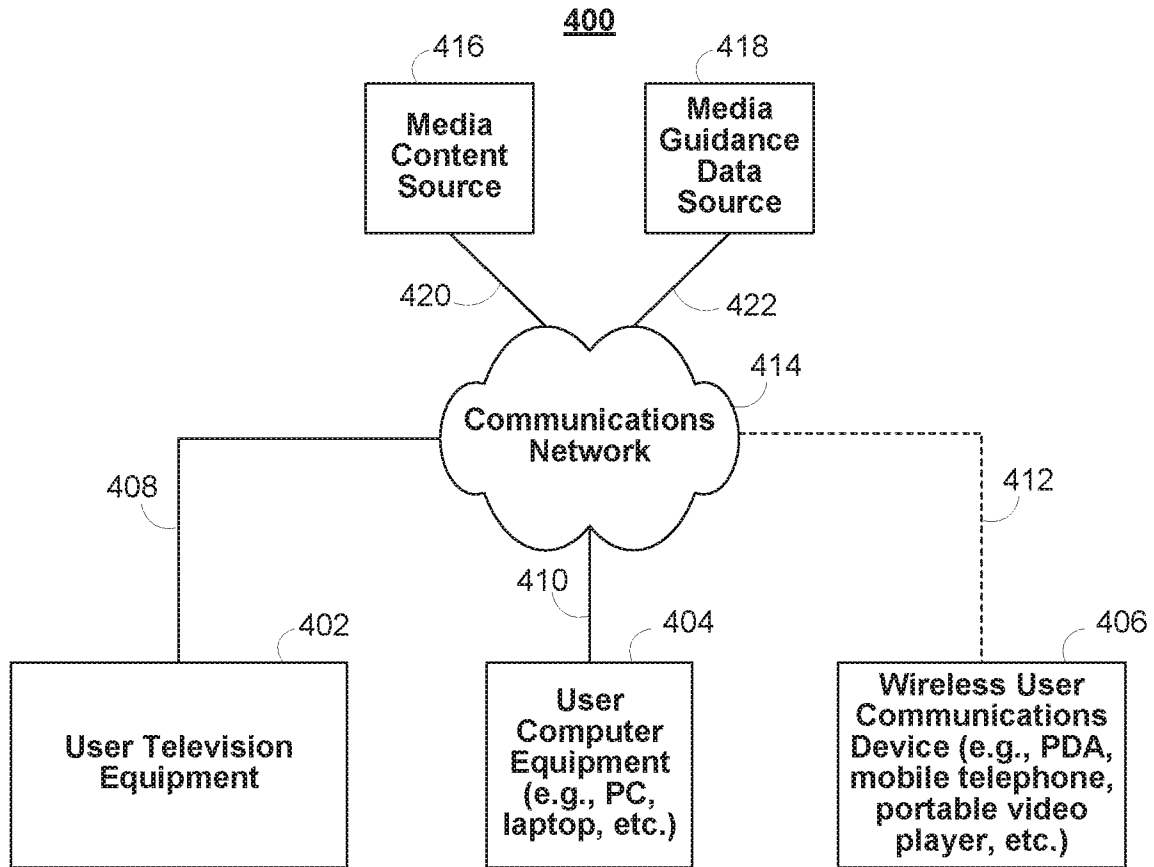 400
416
418
Media
Content
Source
Media
Guidance
Data
Source
420
422
414
Communications
Network
408
412
410
402
404
406
User Television
Equipment
User
Computer
Equipment
(e.g., PC,
laptop, etc.)
Wireless User
Communications
Device (e.g., PDA,
mobile telephone,
portable video
player, etc.)